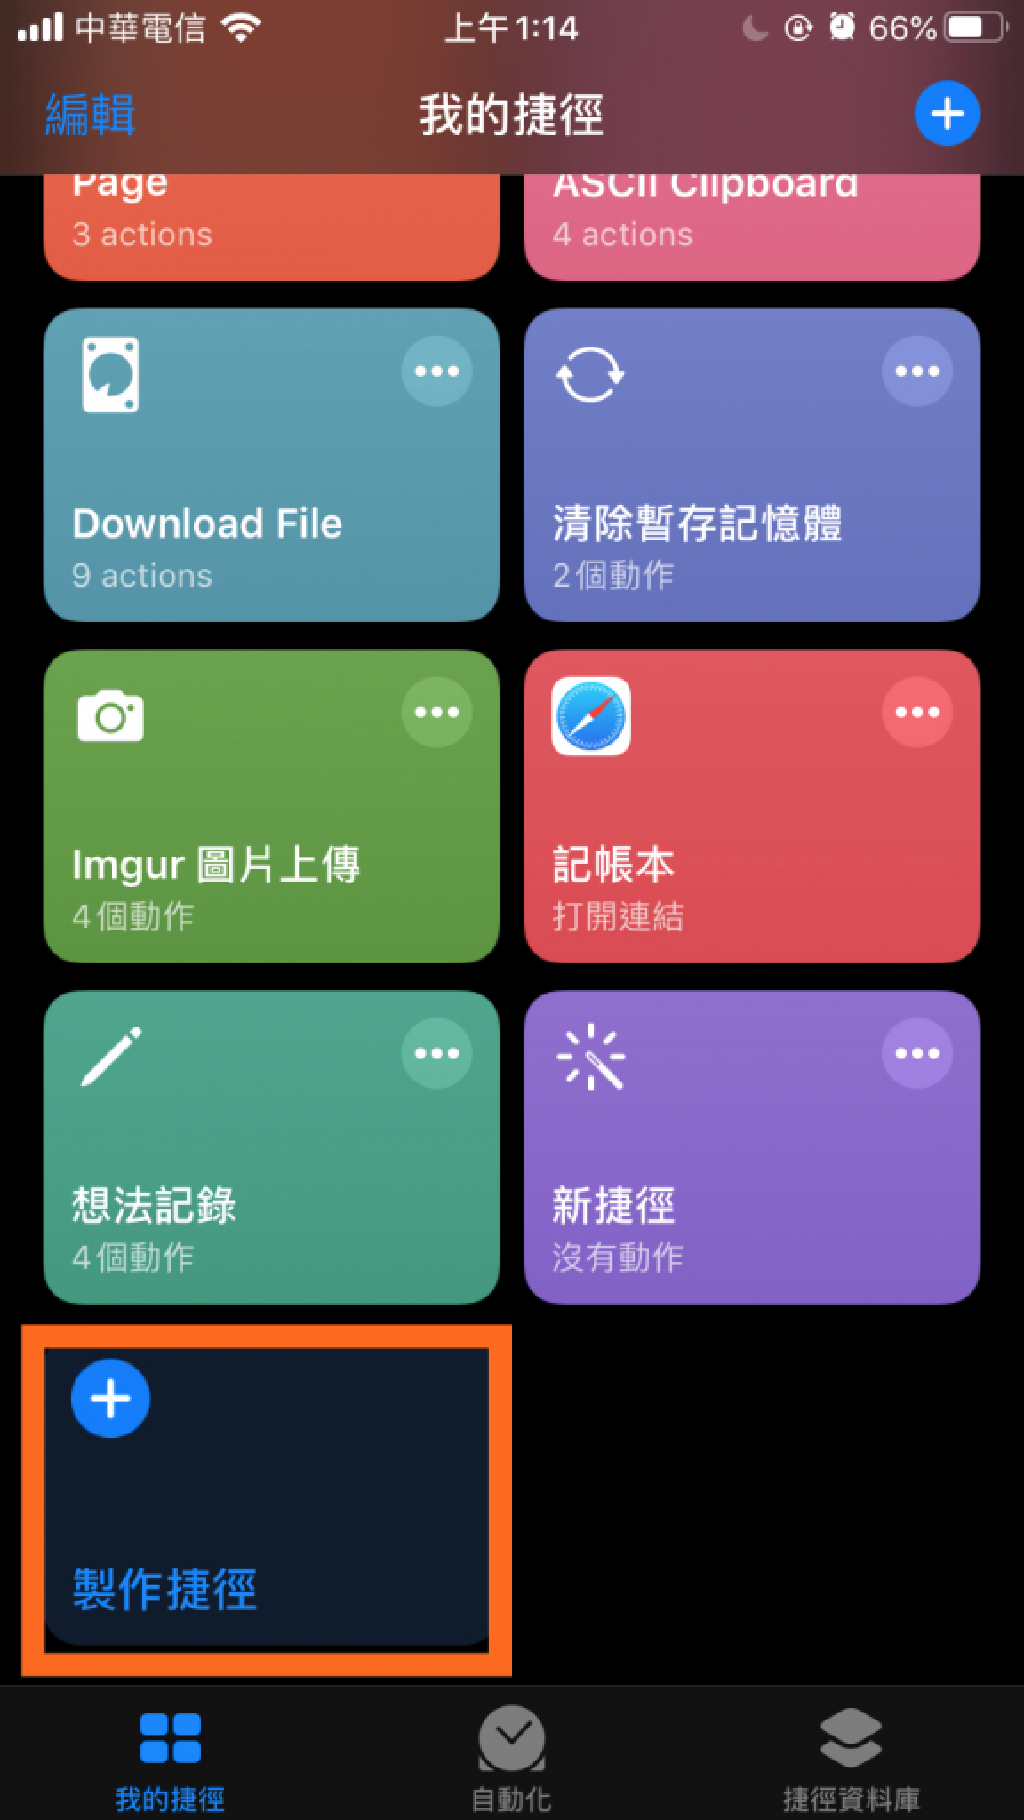 中華電信 上午1:14 66%
編輯 我的捷徑
Page ASCII Clipboard
3 actions 4 actions
Download File 清除暫存記憶體
9 actions 2個動作
Imgur 圖片上傳 記帳本
4個動作 打開連結
想法記錄 新捷徑
4個動作 沒有動作
製作捷徑
我的捷徑 自動化 捷徑資料庫